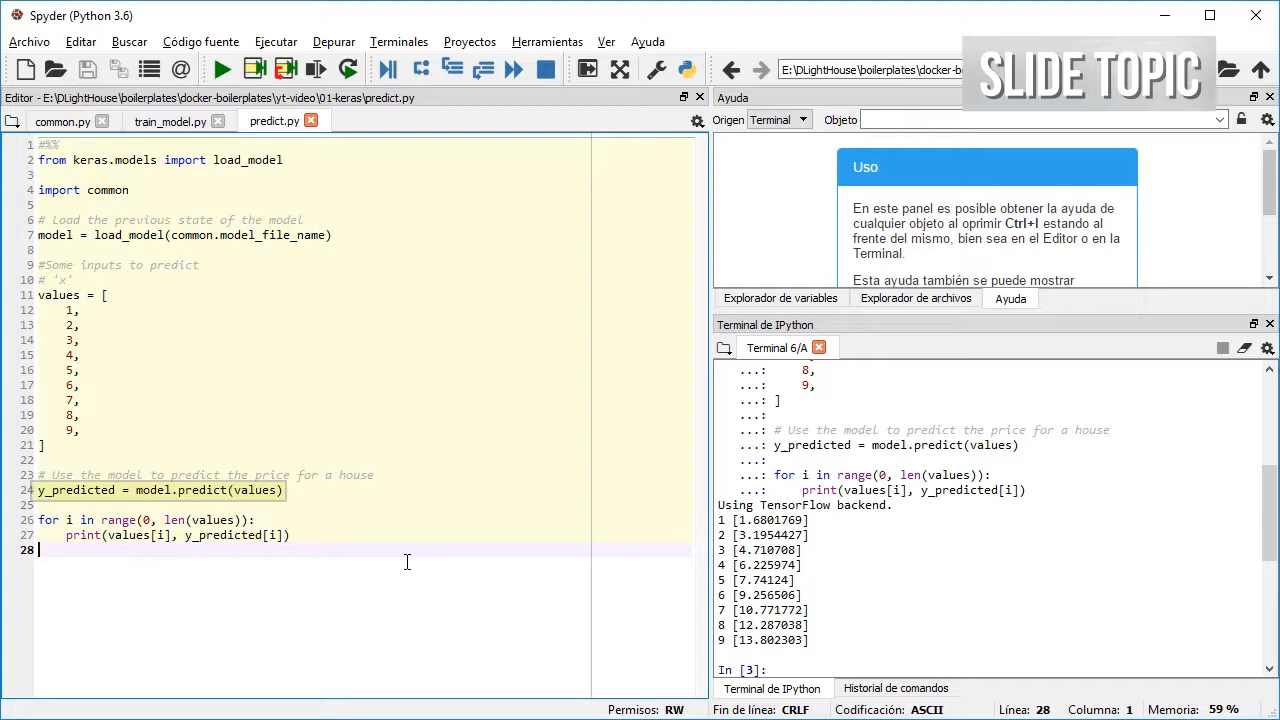 Spyder (Python 3.6)
Archivo Editar Buscar Código fuente Ejecutar Depurar Terminales Proyectos Herramientas Ver Ayuda
E:\DLightHouse\boilerplates\docker-b
SLIDE TOPIC
Editor - E:\DLightHouse\boilerplates\docker-boilerplates\yt-video\01-keras\predict.py
common.py train_model.py predict.py
1 #%%
2 from keras.models import load_model
3
4 import common
5
6 # Load the previous state of the model
7 model = load_model(common.model_file_name)
8
9 #Some inputs to predict
10 # 'x'
11 values = [
12 1,
13 2,
14 3,
15 4,
16 5,
17 6,
18 7,
19 8,
20 9,
21 ]
22
23 # Use the model to predict the price for a house
24 y_predicted = model.predict(values)
25
26 for i in range(0, len(values)):
27 print(values[i], y_predicted[i])
28
Ayuda
Origen Terminal Objeto
Uso
En este panel es posible obtener la ayuda de
cualquier objeto al oprimir Ctrl+I estando al
frente del mismo, bien sea en el Editor o en la
Terminal.
Esta ayuda también se puede mostrar
Explorador de variables Explorador de archivos Ayuda
Terminal de IPython
Terminal 6/A
...: 8,
...: 9,
...: ]
...:
...: # Use the model to predict the price for a house
...: y_predicted = model.predict(values)
...:
...: for i in range(0, len(values)):
...: print(values[i], y_predicted[i])
Using TensorFlow backend.
1 [1.6801769]
2 [3.1954427]
3 [4.710708]
4 [6.225974]
5 [7.74124]
6 [9.256506]
7 [10.771772]
8 [12.287038]
9 [13.802303]
In [3]:
Terminal de IPython Historial de comandos
Permisos: RW Fin de línea: CRLF Codificación: ASCII Línea: 28 Columna: 1 Memoria: 59 %